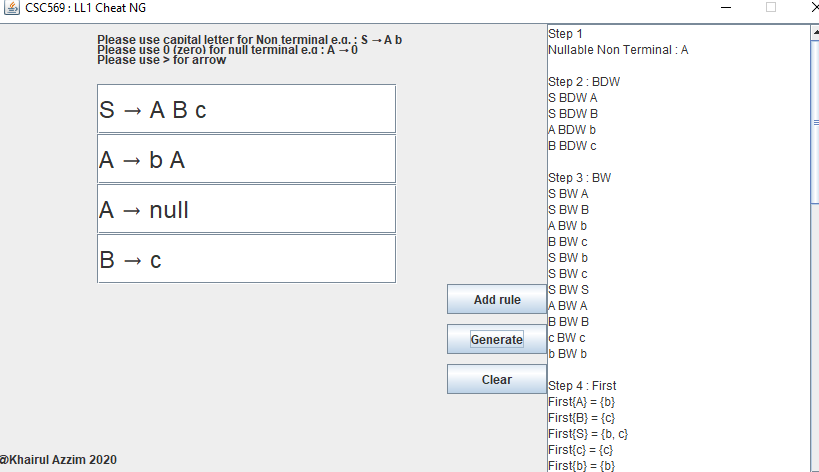 CSC569 : LL1 Cheat NG
Please use capital letter for Non terminal e.g. : S → A b
Please use 0 (zero) for null terminal e.g : A → 0
Please use > for arrow
S → A B c
A → b A
A → null
B → c
Add rule
Generate
Clear
@Khairul Azzim 2020
Step 1
Nullable Non Terminal : A
Step 2 : BDW
S BDW A
S BDW B
A BDW b
B BDW c
Step 3 : BW
S BW A
S BW B
A BW b
B BW c
S BW b
S BW c
S BW S
A BW A
B BW B
c BW c
b BW b
Step 4 : First
First{A} = {b}
First{B} = {c}
First{S} = {b, c}
First{c} = {c}
First{b} = {b}